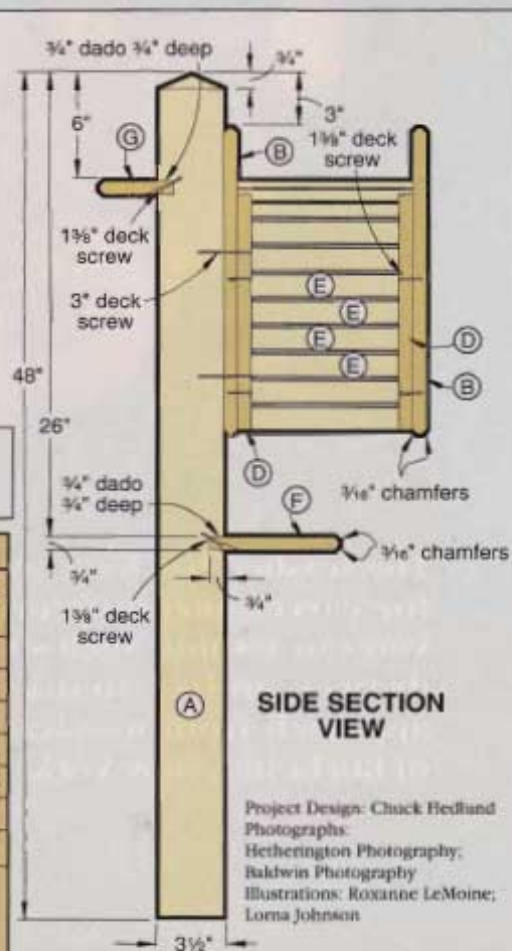 ¾" dado ¾" deep
¾"
6"
3"
G
B
1⅜" deck
screw
1⅜" deck
screw
3" deck
screw
E
E
E
E
D
B
48"
26"
D
3/16" chamfers
¾" dado
¾" deep
F
3/16" chamfers
¾"
¾"
1⅜" deck
screw
A
SIDE SECTION
VIEW
Project Design: Chuck Hedlund
Photographs:
Hetherington Photography;
Baldwin Photography
Illustrations: Roxanne LeMoine;
Lorna Johnson
3½"